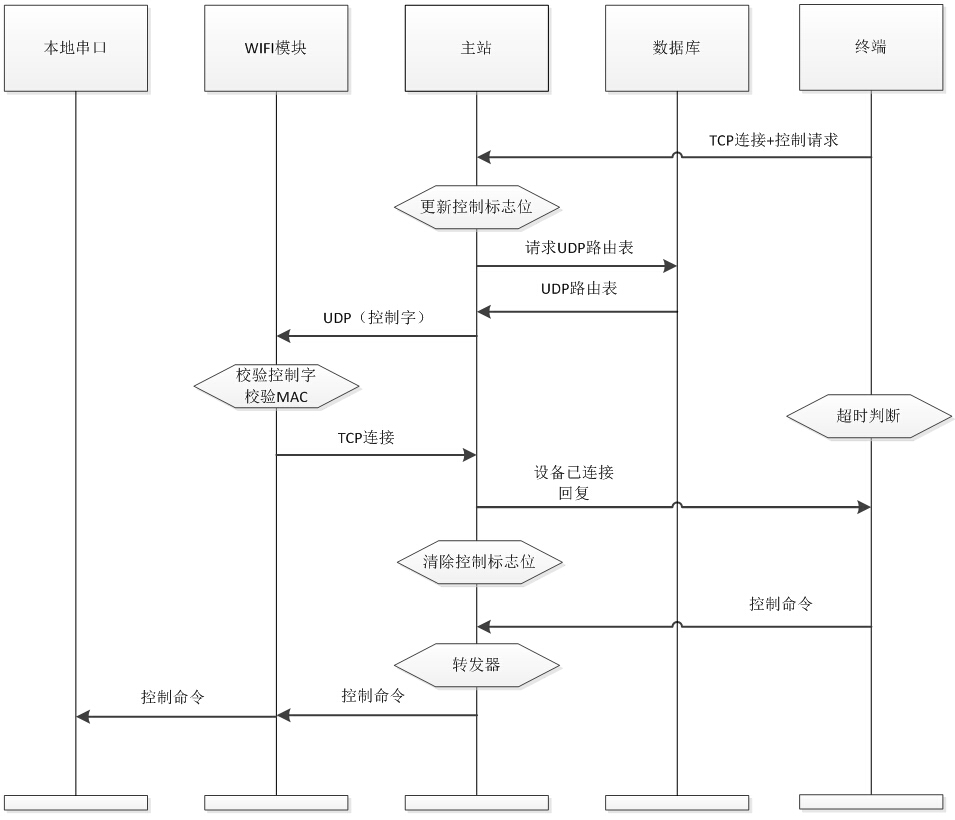 本地串口
WIFI模块
主站
数据库
终端
TCP连接+控制请求
更新控制标志位
请求UDP路由表
UDP路由表
UDP（控制字）
校验控制字
校验MAC
超时判断
TCP连接
设备已连接
回复
清除控制标志位
控制命令
转发器
控制命令
控制命令